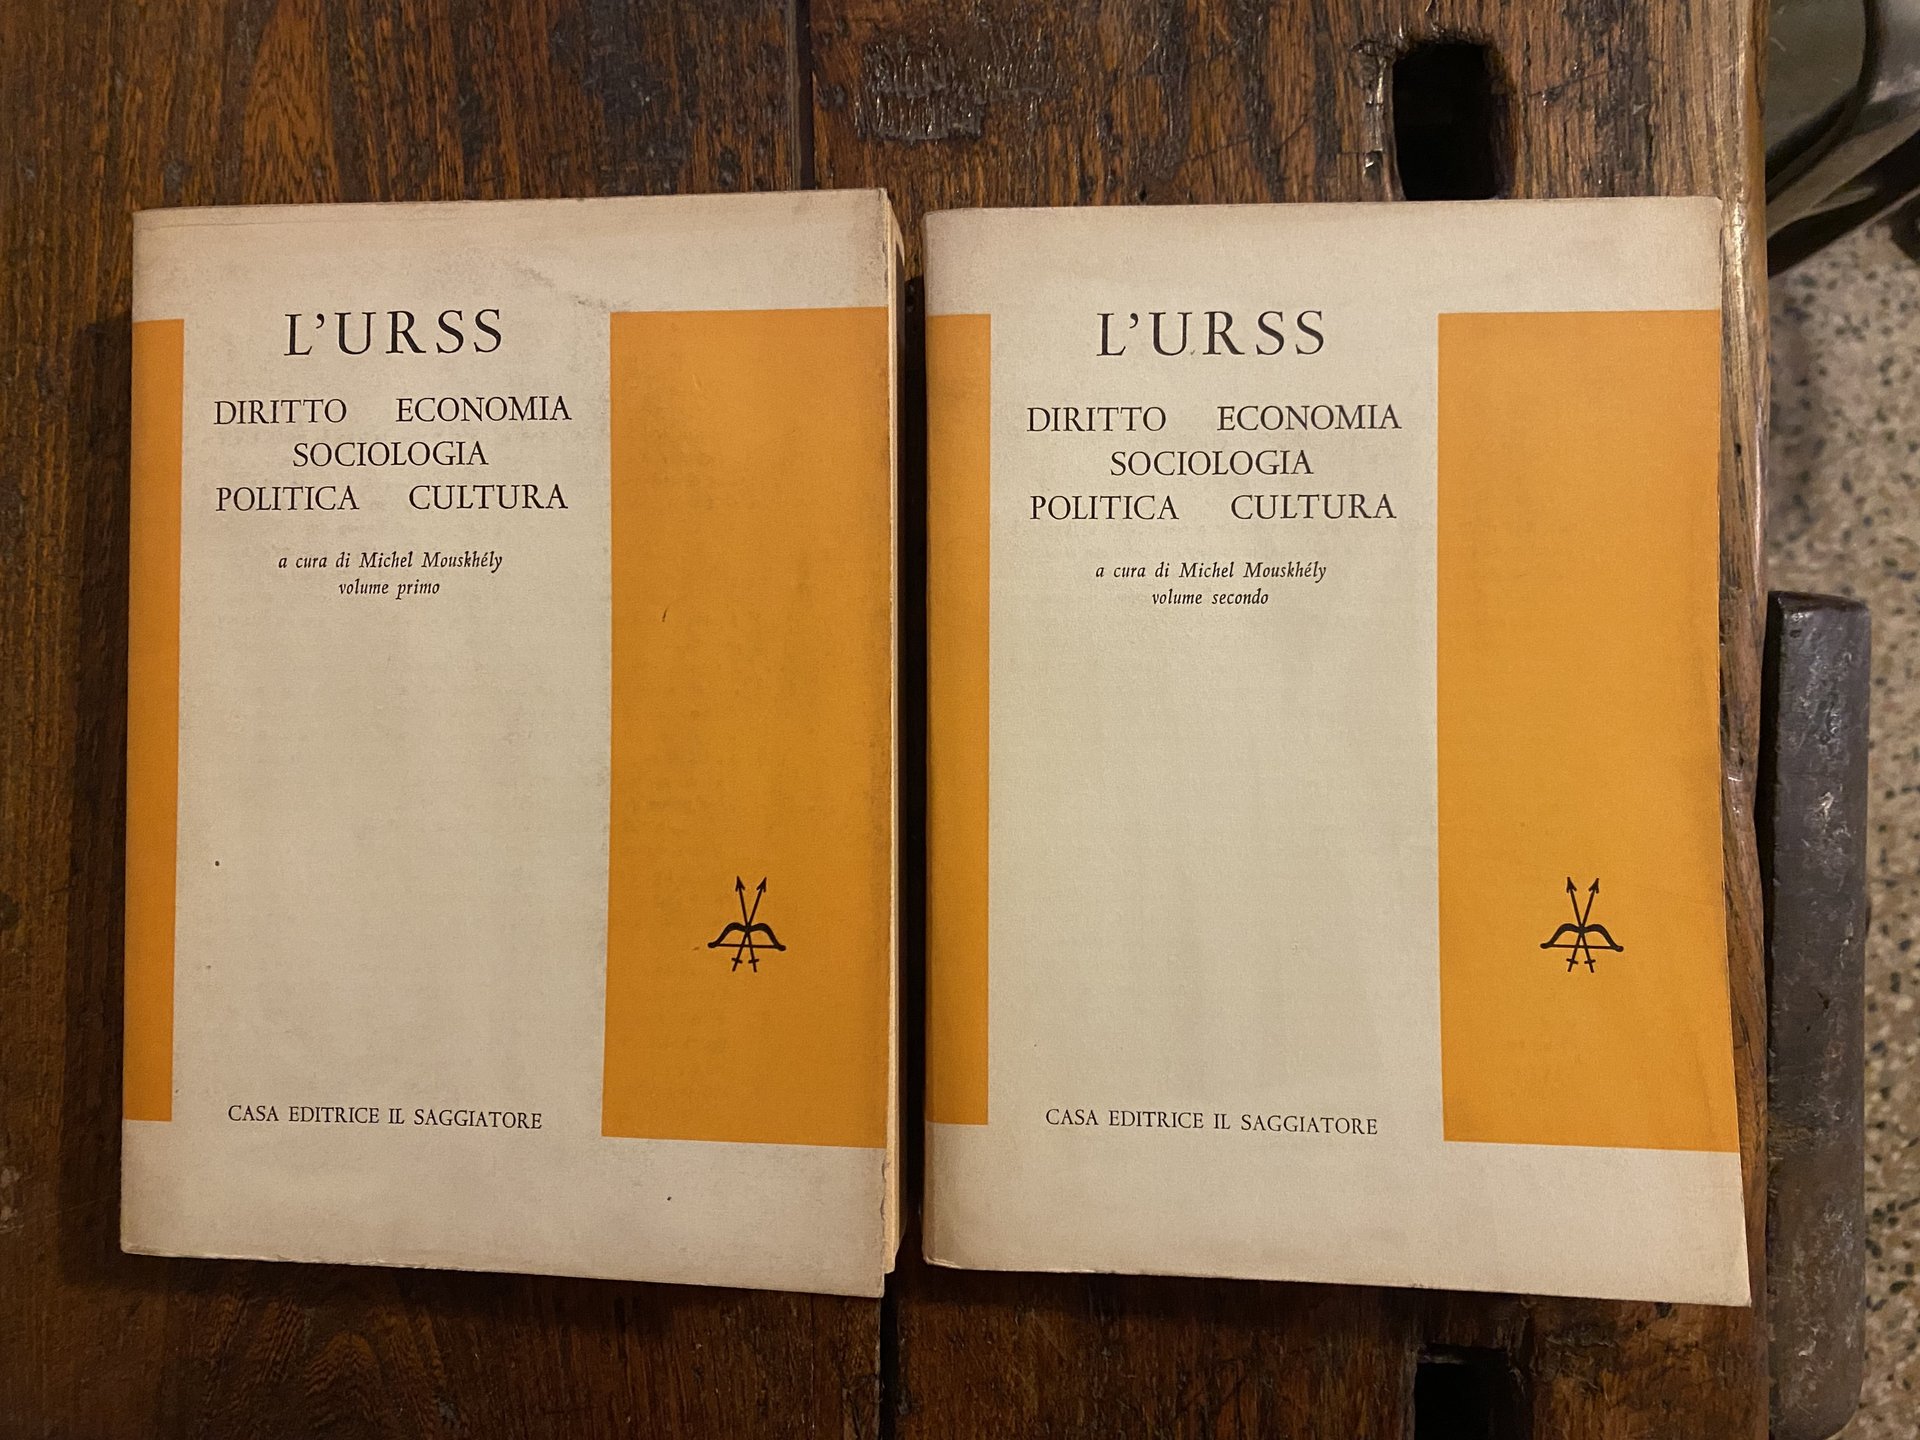 L'URSS
DIRITTO ECONOMIA
SOCIOLOGIA
POLITICA CULTURA
a cura di Michel Mouskhély
volume primo
CASA EDITRICE IL SAGGIATORE
L'URSS
DIRITTO ECONOMIA
SOCIOLOGIA
POLITICA CULTURA
a cura di Michel Mouskhély
volume secondo
CASA EDITRICE IL SAGGIATORE